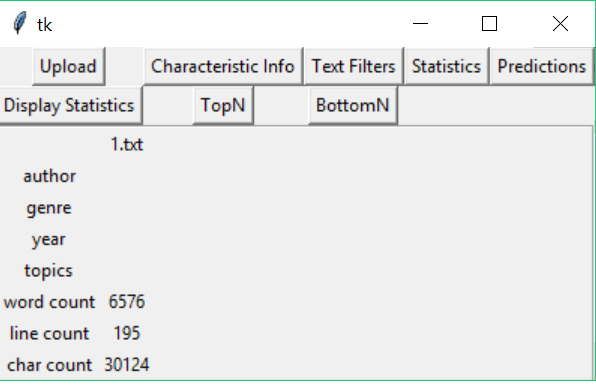 tk
Upload Characteristic Info Text Filters Statistics Predictions
Display Statistics TopN BottomN
1.txt
author
genre
year
topics
word count 6576
line count 195
char count 30124